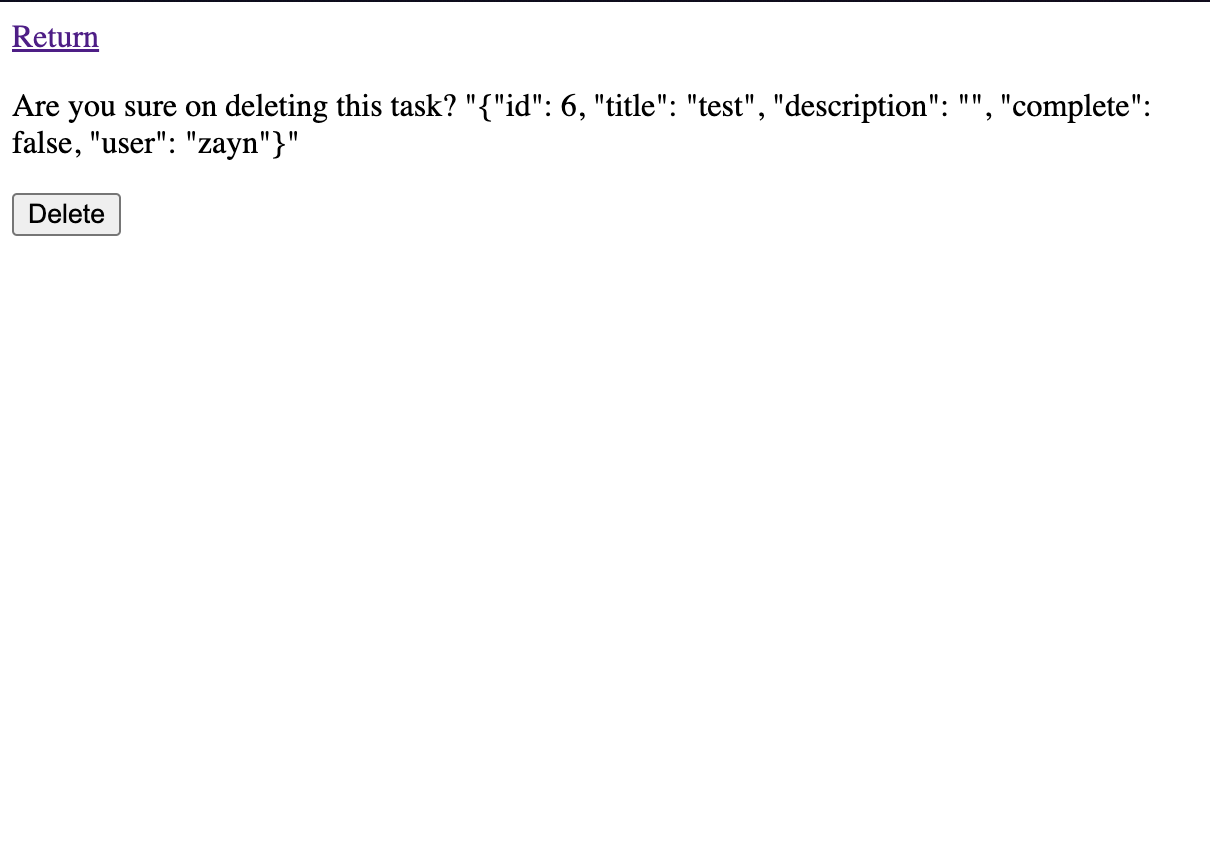 Return
Are you sure on deleting this task? "{"id": 6, "title": "test", "description": "", "complete":
false, "user": "zayn"}"
Delete